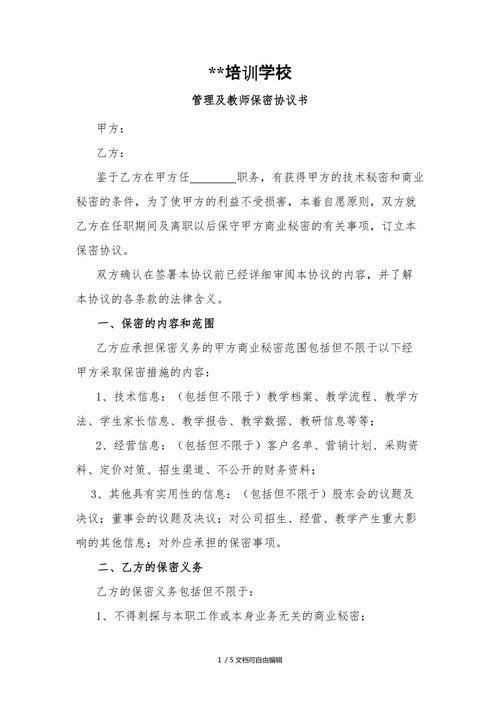 **培训学校
管理及教师保密协议书
甲方：
乙方：
鉴于乙方在甲方任________职务，有获得甲方的技术秘密和商业
秘密的条件，为了使甲方的利益不受损害，本着自愿原则，双方就
乙方在任职期间及离职以后保守甲方商业秘密的有关事项，订立本
保密协议。
双方确认在签署本协议前已经详细审阅本协议的内容，并了解
本协议的各条款的法律含义。
一、保密的内容和范围
乙方应承担保密义务的甲方商业秘密范围包括但不限于以下经
甲方采取保密措施的内容：
1、技术信息：（包括但不限于）教学档案、教学流程、教学方
法、学生家长信息、教学报告、教学数据、教研信息等等；
2、经营信息：（包括但不限于）客户名单、营销计划、采购资
料、定价对策、招生渠道、不公开的财务资料；
3、其他具有实用性的信息：（包括但不限于）股东会的议题及
决议；董事会的议题及决议；对公司招生、经营、教学产生重大影
响的其他信息；对外应承担的保密事项。
二、乙方的保密义务
乙方的保密义务包括但不限于：
1、不得刺探与本职工作或本身业务无关的商业秘密；
1 / 5文档可自由编辑